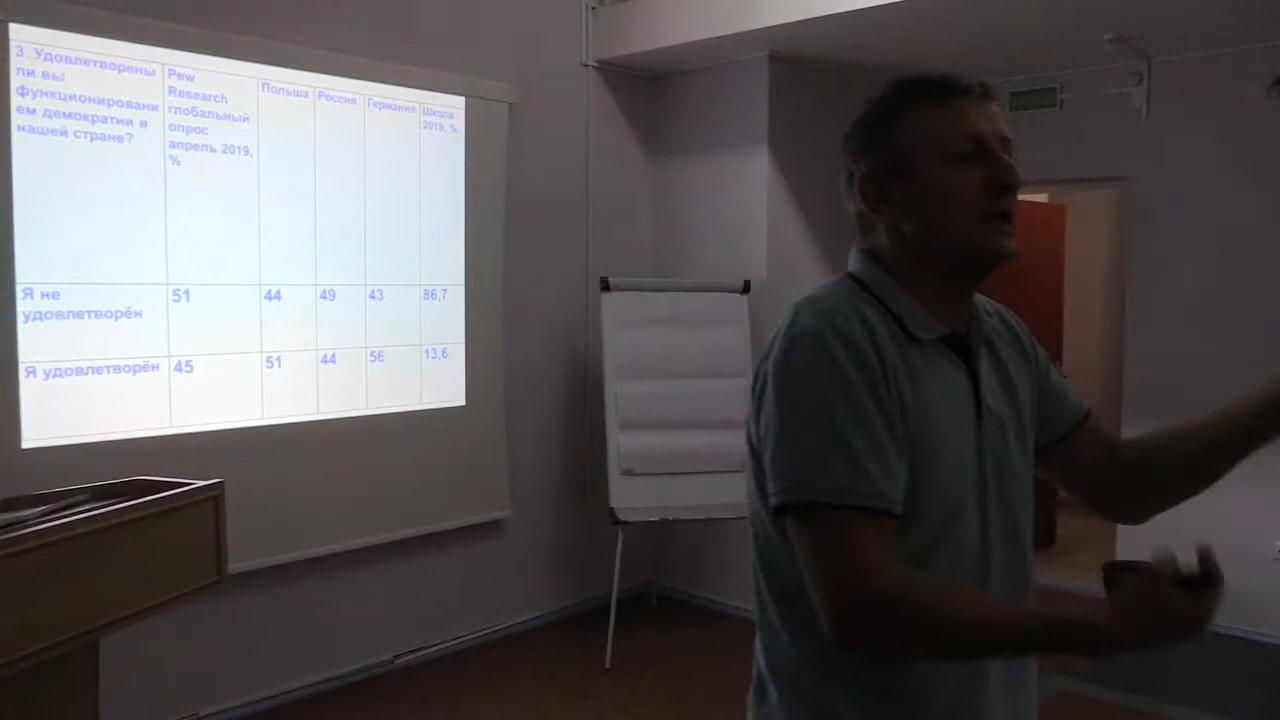 3. Удовлетворены
ли вы
функционировани
ем демократии в
нашей стране?
Pew
Research
глобальный
опрос
апрель 2019,
%
Польша
Россия
Германия
Школа
2019, %
Я не
удовлетворён
51
44
49
43
86,7
Я удовлетворён
45
51
44
56
13,6